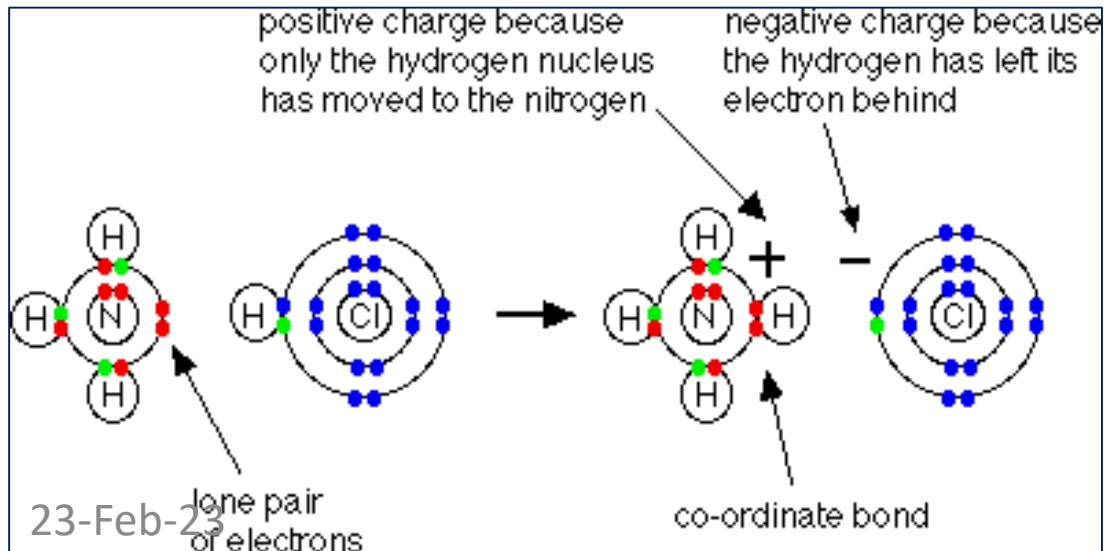 positive charge because
only the hydrogen nucleus
has moved to the nitrogen
negative charge because
the hydrogen has left its
electron behind
H
H
N
H
H
Cl
H
H
N
H
H
+
−
Cl
lone pair
of electrons
co-ordinate bond
23-Feb-23